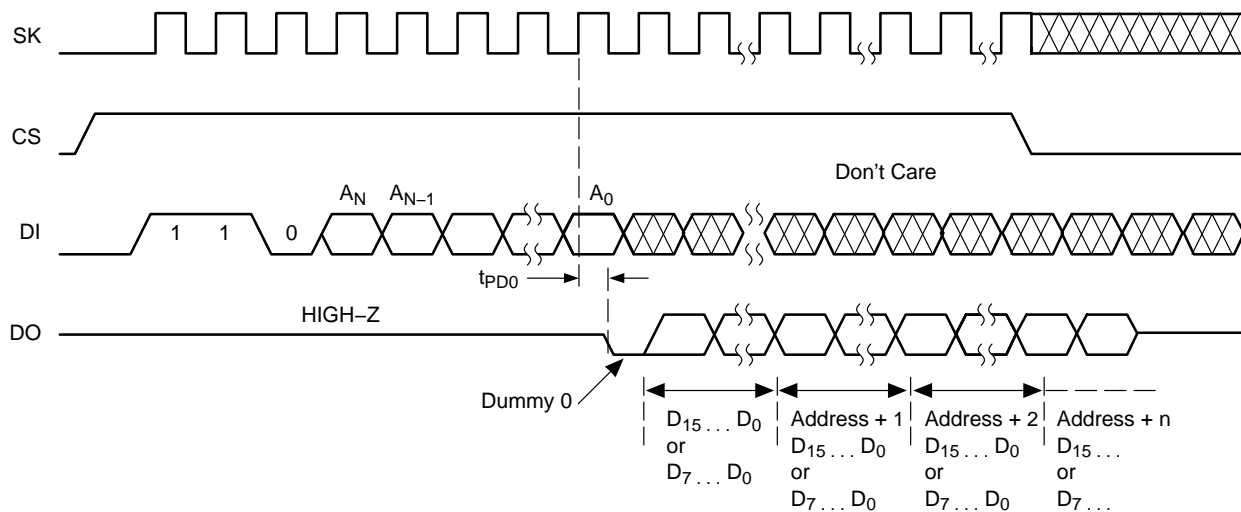 SK
CS
Don't Care
A_N A_N–1 A_0
DI 1 1 0
t_PD0
HIGH–Z
DO
Dummy 0
D_15 . . . D_0
or
D_7 . . . D_0
Address + 1
D_15 . . . D_0
or
D_7 . . . D_0
Address + 2
D_15 . . . D_0
or
D_7 . . . D_0
Address + n
D_15 . . .
or
D_7 . . .